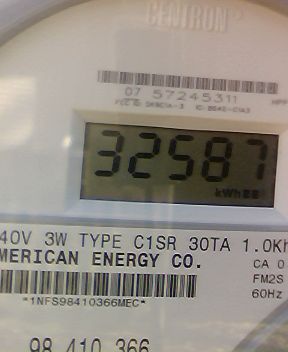 CENTRON®
07 57245311
32587
kWh
40V 3W TYPE C1SR 30TA 1.0Kh
MERICAN ENERGY CO.
CA 0
FM2S
*1NFS98410366MEC*
60Hz
98 410 366